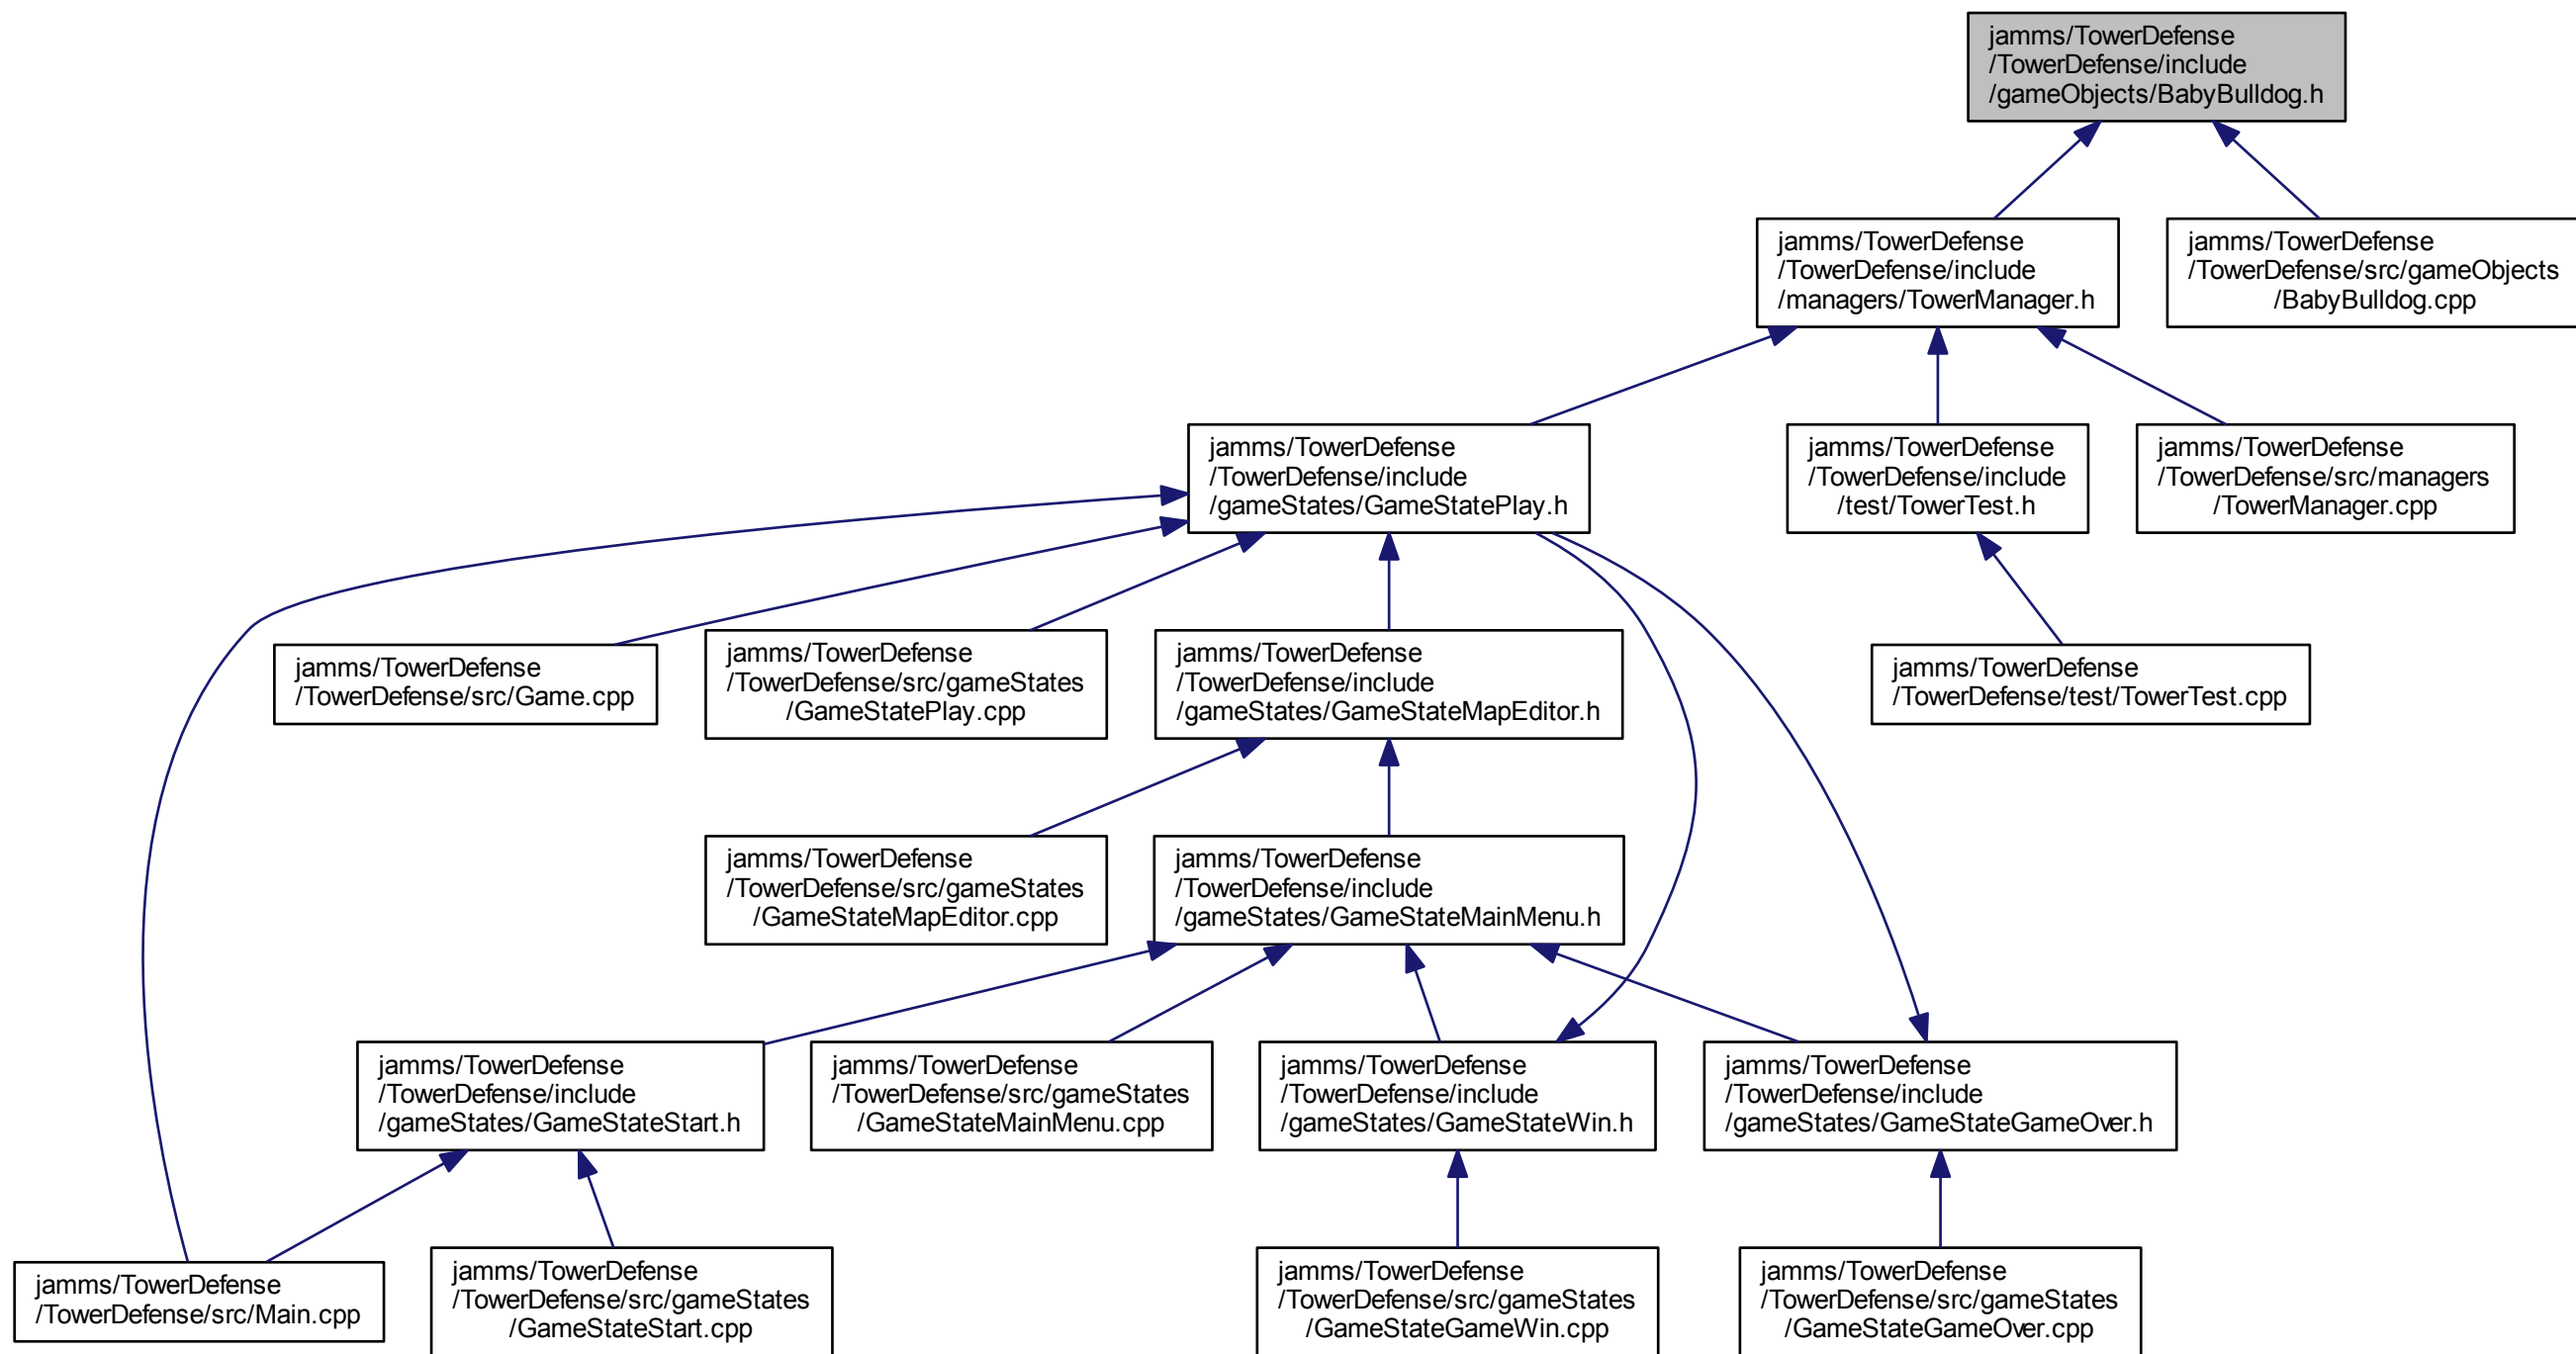 jamms/TowerDefense
/TowerDefense/include
/gameObjects/BabyBulldog.h
jamms/TowerDefense
/TowerDefense/include
/managers/TowerManager.h
jamms/TowerDefense
/TowerDefense/src/gameObjects
/BabyBulldog.cpp
jamms/TowerDefense
/TowerDefense/include
/gameStates/GameStatePlay.h
jamms/TowerDefense
/TowerDefense/include
/test/TowerTest.h
jamms/TowerDefense
/TowerDefense/src/managers
/TowerManager.cpp
jamms/TowerDefense
/TowerDefense/src/Game.cpp
jamms/TowerDefense
/TowerDefense/src/gameStates
/GameStatePlay.cpp
jamms/TowerDefense
/TowerDefense/include
/gameStates/GameStateMapEditor.h
jamms/TowerDefense
/TowerDefense/test/TowerTest.cpp
jamms/TowerDefense
/TowerDefense/src/gameStates
/GameStateMapEditor.cpp
jamms/TowerDefense
/TowerDefense/include
/gameStates/GameStateMainMenu.h
jamms/TowerDefense
/TowerDefense/include
/gameStates/GameStateStart.h
jamms/TowerDefense
/TowerDefense/src/gameStates
/GameStateMainMenu.cpp
jamms/TowerDefense
/TowerDefense/include
/gameStates/GameStateWin.h
jamms/TowerDefense
/TowerDefense/include
/gameStates/GameStateGameOver.h
jamms/TowerDefense
/TowerDefense/src/Main.cpp
jamms/TowerDefense
/TowerDefense/src/gameStates
/GameStateStart.cpp
jamms/TowerDefense
/TowerDefense/src/gameStates
/GameStateGameWin.cpp
jamms/TowerDefense
/TowerDefense/src/gameStates
/GameStateGameOver.cpp